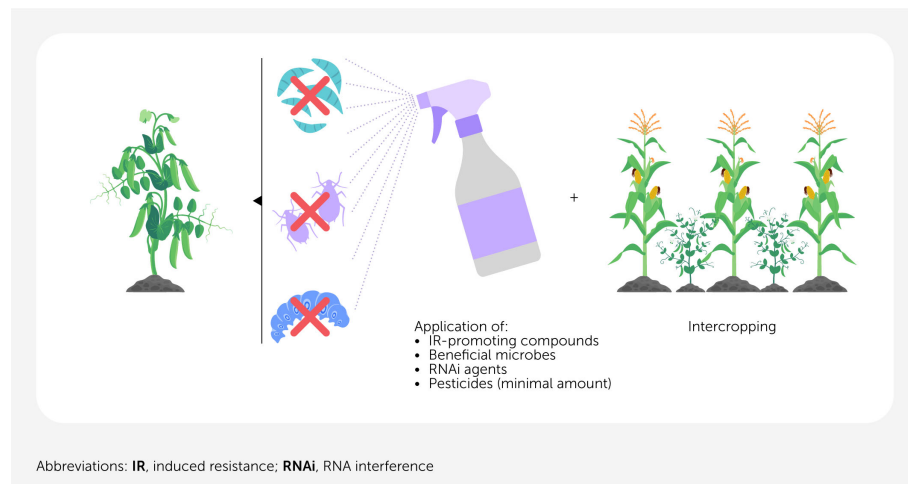 +
Application of:
• IR-promoting compounds
• Beneficial microbes
• RNAi agents
• Pesticides (minimal amount)
Intercropping
Abbreviations: IR, induced resistance; RNAi, RNA interference